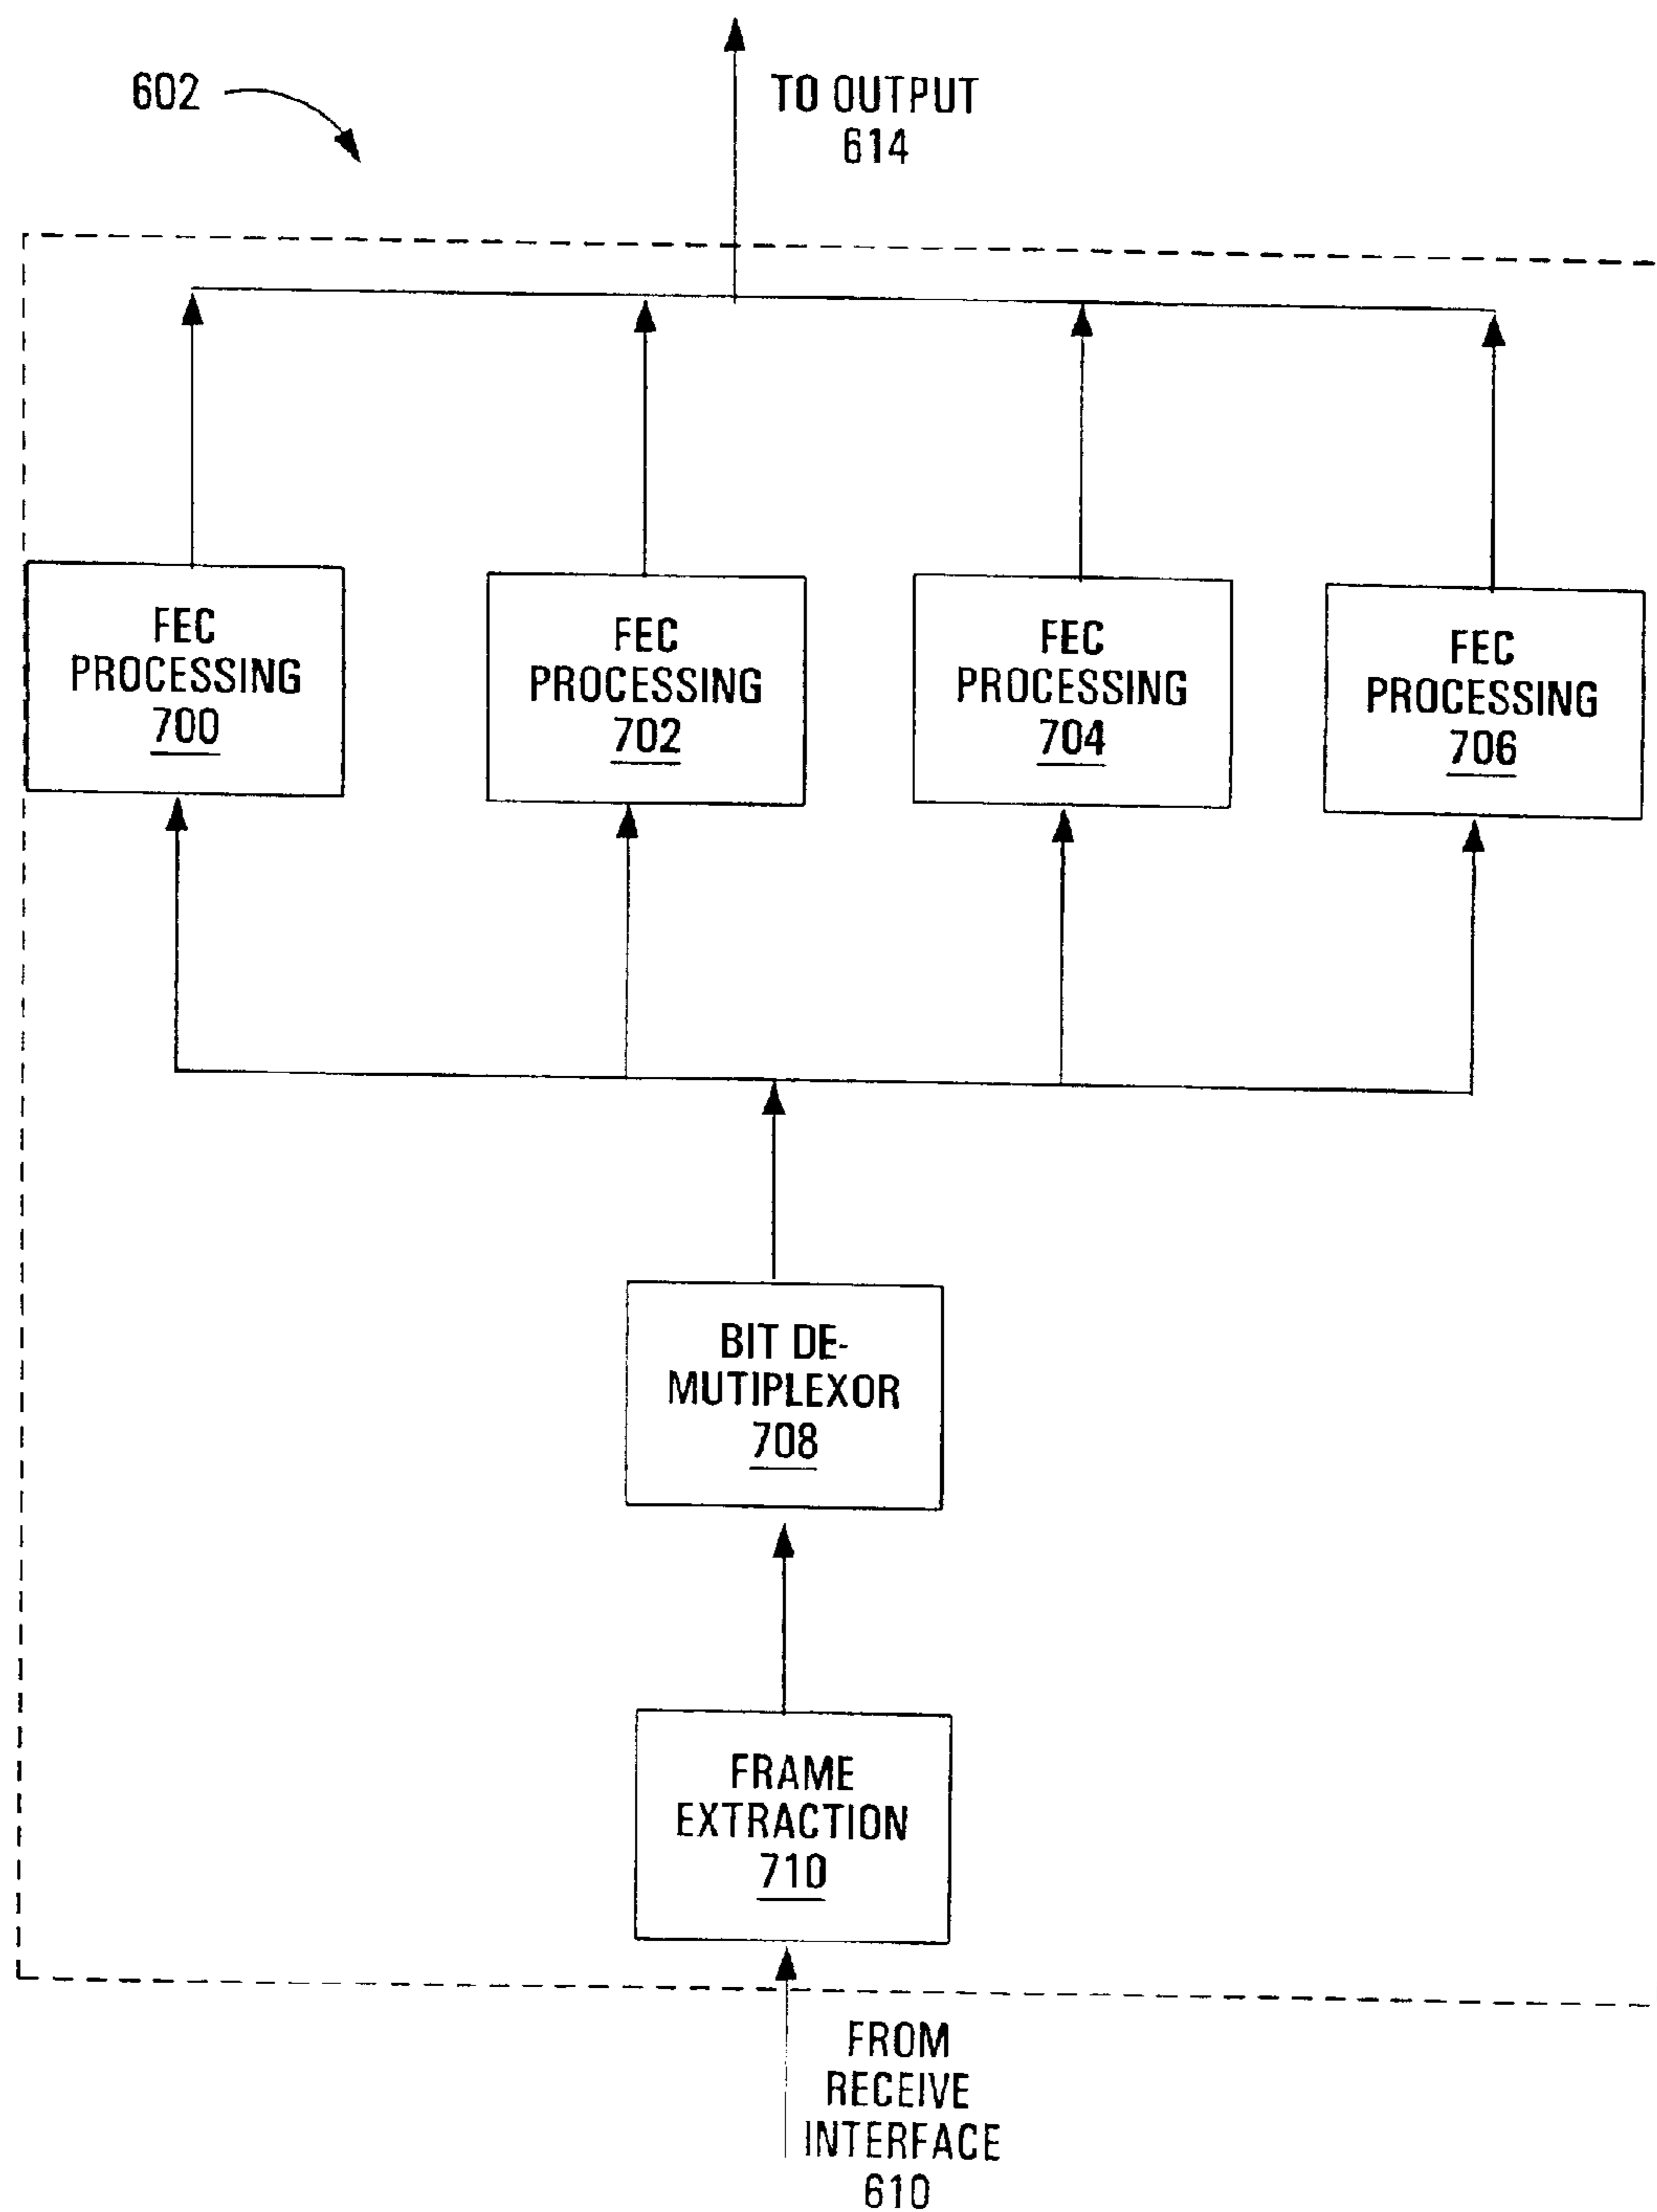 602
TO OUTPUT
614
FEC
PROCESSING
700
FEC
PROCESSING
702
FEC
PROCESSING
704
FEC
PROCESSING
706
BIT DE-
MUTIPLEXOR
708
FRAME
EXTRACTION
710
FROM
RECEIVE
INTERFACE
610